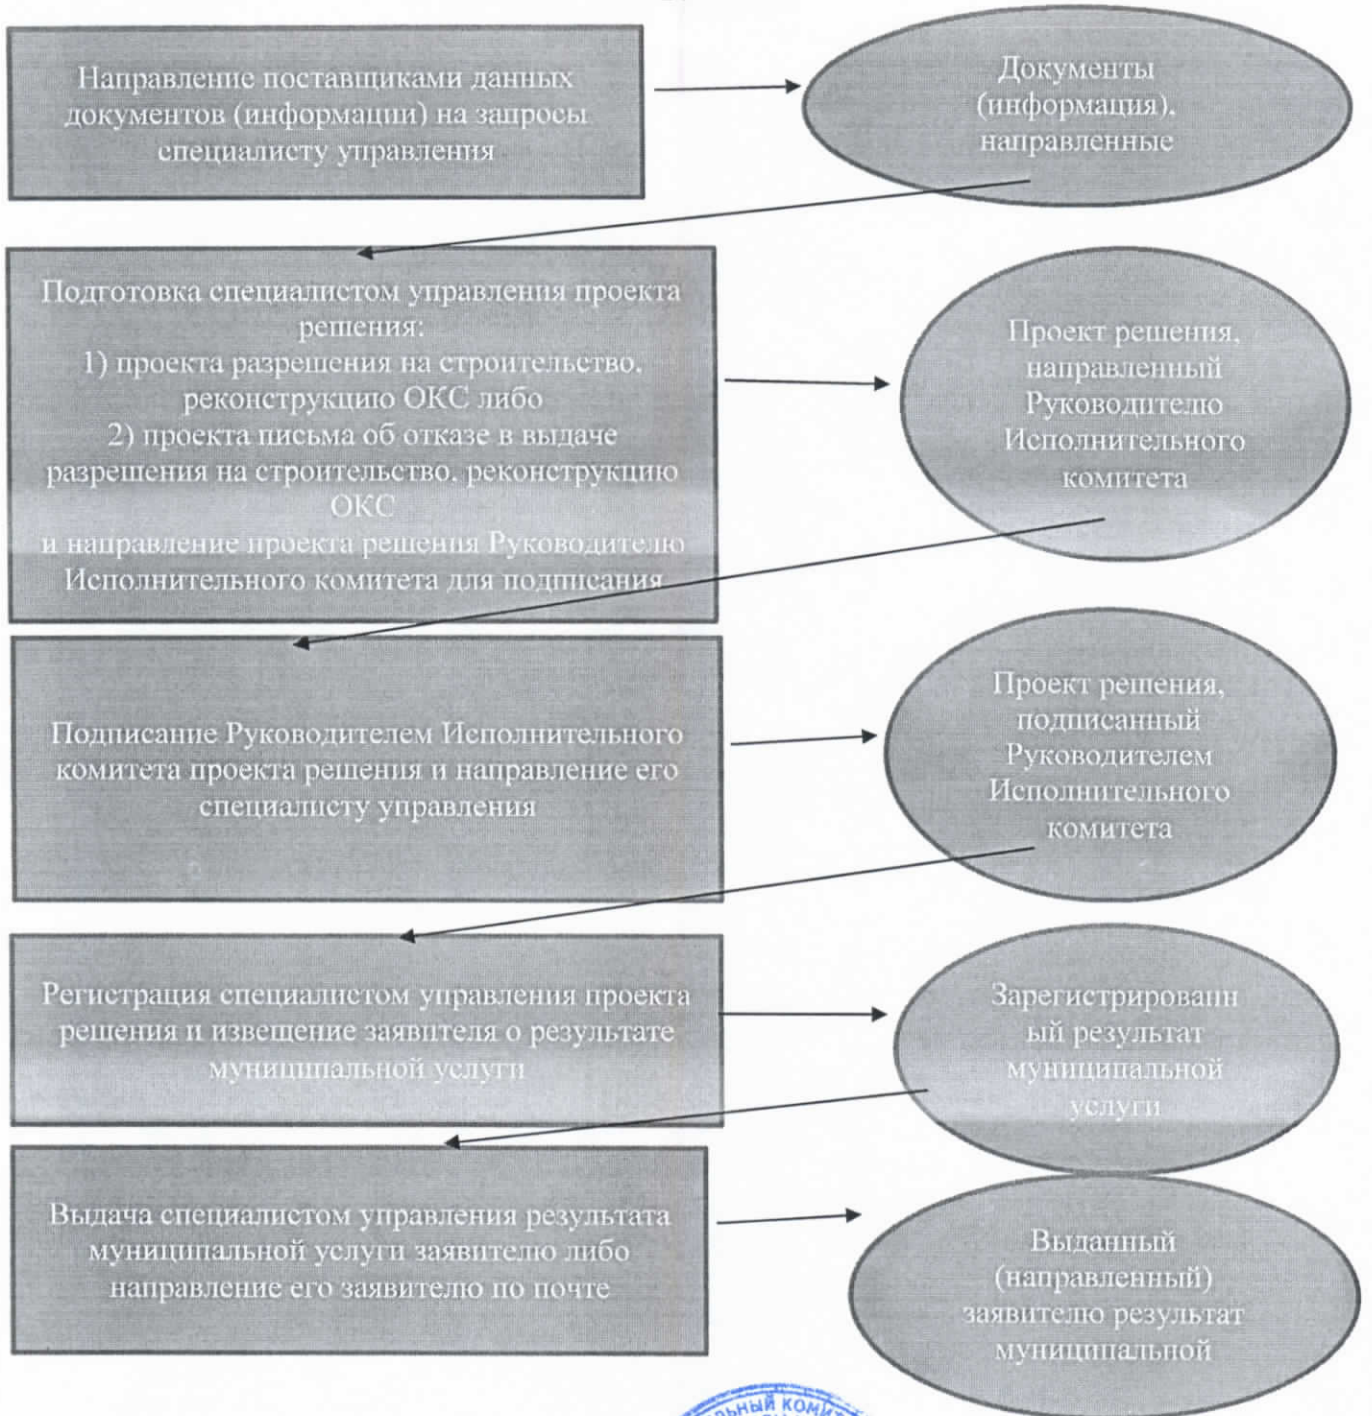 Направление поставщиками данных
документов (информации) на запросы
специалисту управления
Документы
(информация),
направленные
Подготовка специалистом управления проекта
решения:
1) проекта разрешения на строительство,
реконструкцию ОКС либо
2) проекта письма об отказе в выдаче
разрешения на строительство, реконструкцию
ОКС
и направление проекта решения Руководителю
Исполнительного комитета для подписания
Проект решения,
направленный
Руководителю
Исполнительного
комитета
Подписание Руководителем Исполнительного
комитета проекта решения и направление его
специалисту управления
Проект решения,
подписанный
Руководителем
Исполнительного
комитета
Регистрация специалистом управления проекта
решения и извещение заявителя о результате
муниципальной услуги
Зарегистрированн
ый результат
муниципальной
услуги
Выдача специалистом управления результата
муниципальной услуги заявителю либо
направление его заявителю по почте
Выданный
(направленный)
заявителю результат
муниципальной